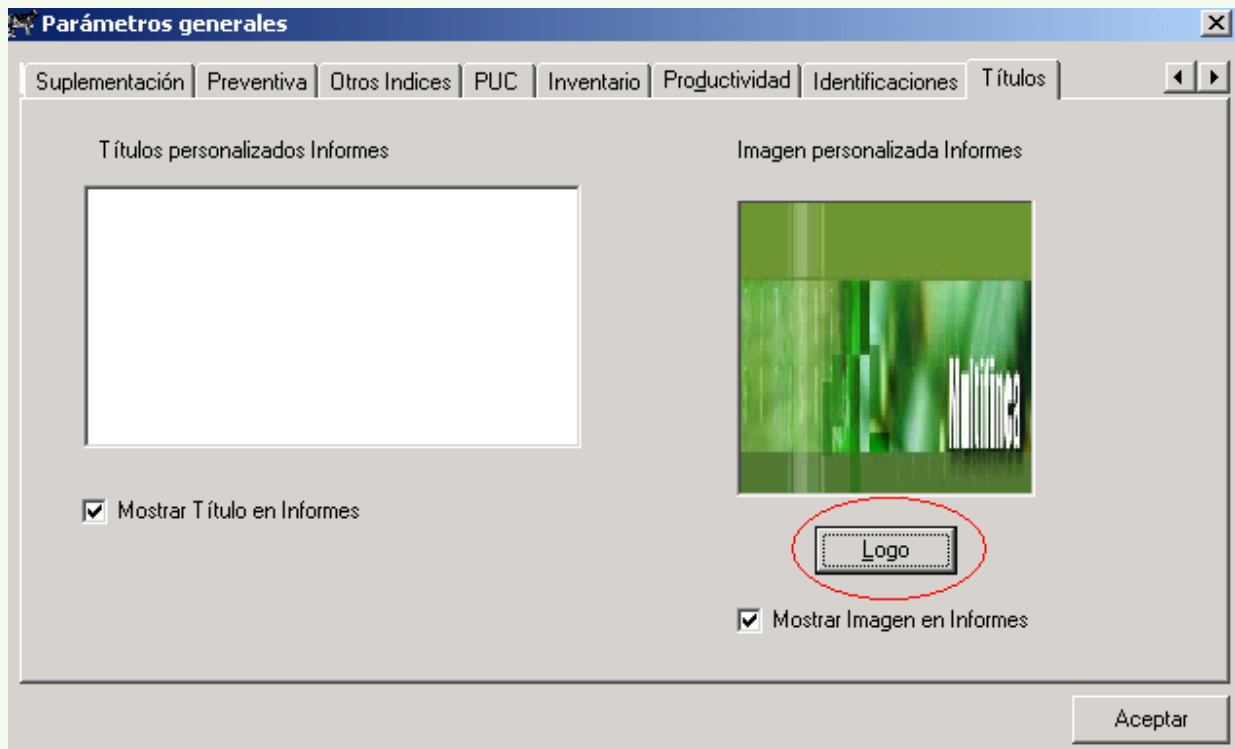 Parámetros generales
Suplementación Preventiva Otros Indices PUC Inventario Productividad Identificaciones Títulos
Títulos personalizados Informes
Imagen personalizada Informes
Multifinca
Mostrar Título en Informes
Logo
Mostrar Imagen en Informes
Aceptar